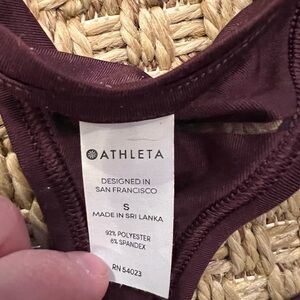 ATHLETA
DESIGNED IN
SAN FRANCISCO
S
MADE IN SRI LANKA
92% POLYESTER
8% SPANDEX
RN 54023